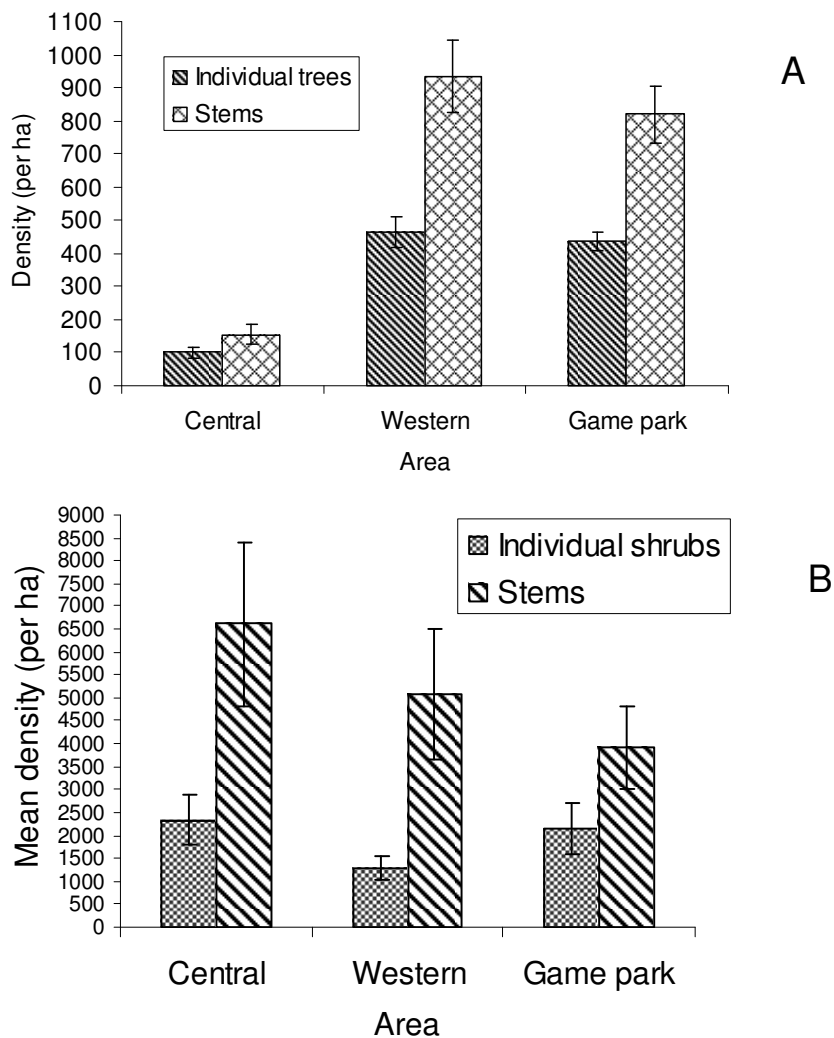 1100
1000
900
800
700
600
500
400
300
200
100
0
Density (per ha)
Individual trees
Stems
A
Central Western Game park
Area
9000
8500
8000
7500
7000
6500
6000
5500
5000
4500
4000
3500
3000
2500
2000
1500
1000
500
0
Mean density (per ha)
Individual shrubs
Stems
B
Central Western Game park
Area